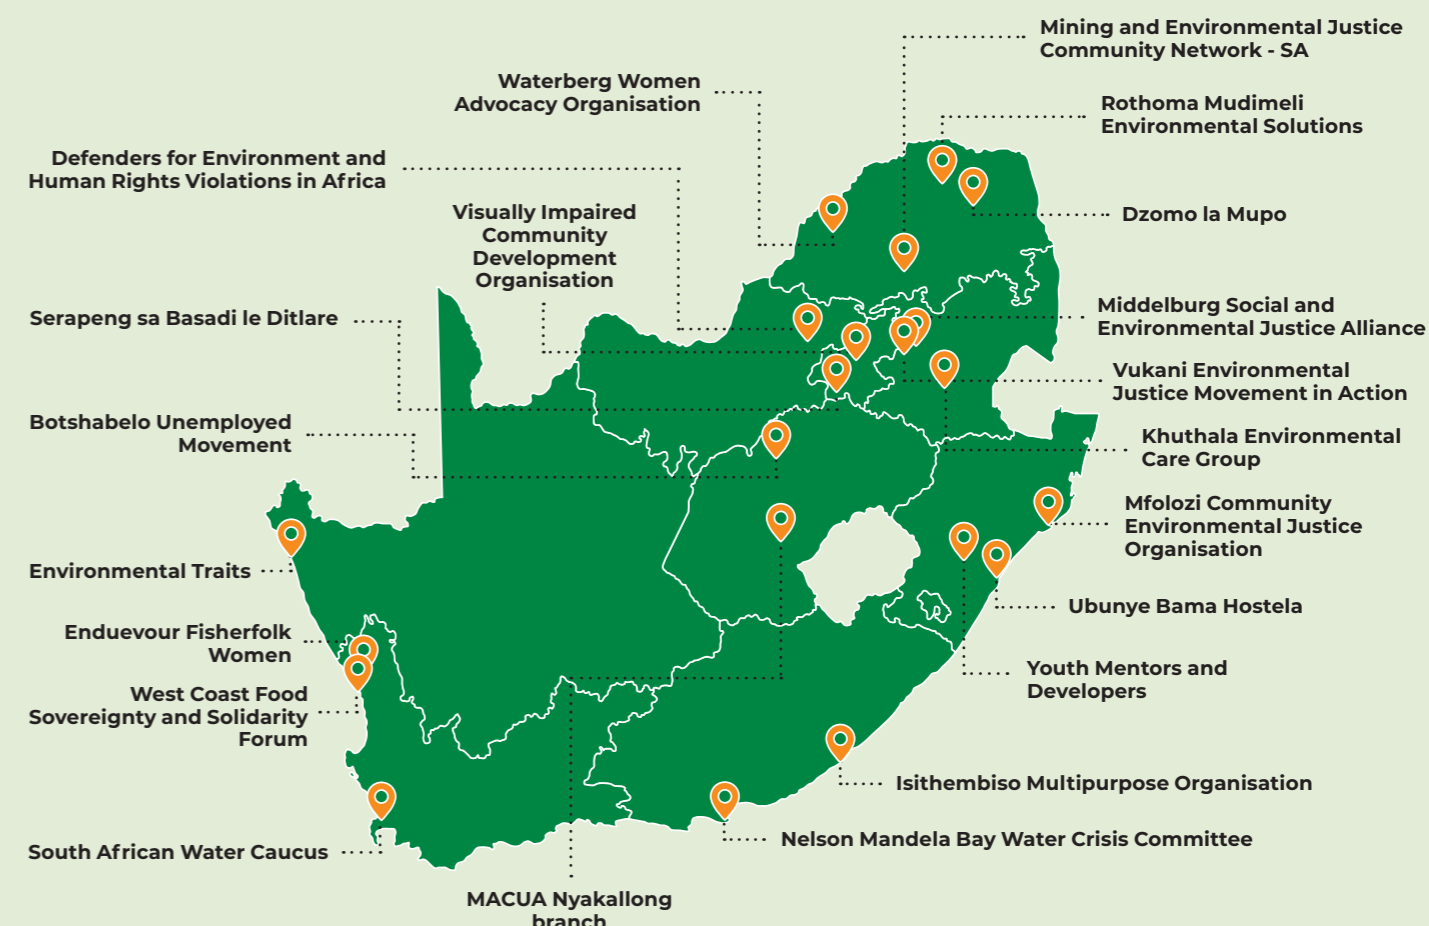 Mining and Environmental Justice
Community Network - SA
Waterberg Women
Advocacy Organisation
Rothoma Mudimeli
Environmental Solutions
Defenders for Environment and
Human Rights Violations in Africa
Visually Impaired
Community
Development
Organisation
Dzomo la Mupo
Serapeng sa Basadi le Ditlare
Middelburg Social and
Environmental Justice Alliance
Vukani Environmental
Justice Movement in Action
Botshabelo Unemployed
Movement
Khuthala Environmental
Care Group
Mfolozi Community
Environmental Justice
Organisation
Environmental Traits
Ubunye Bama Hostela
Enduevour Fisherfolk
Women
Youth Mentors and
Developers
West Coast Food
Sovereignty and Solidarity
Forum
Isithembiso Multipurpose Organisation
Nelson Mandela Bay Water Crisis Committee
South African Water Caucus
MACUA Nyakallong
branch